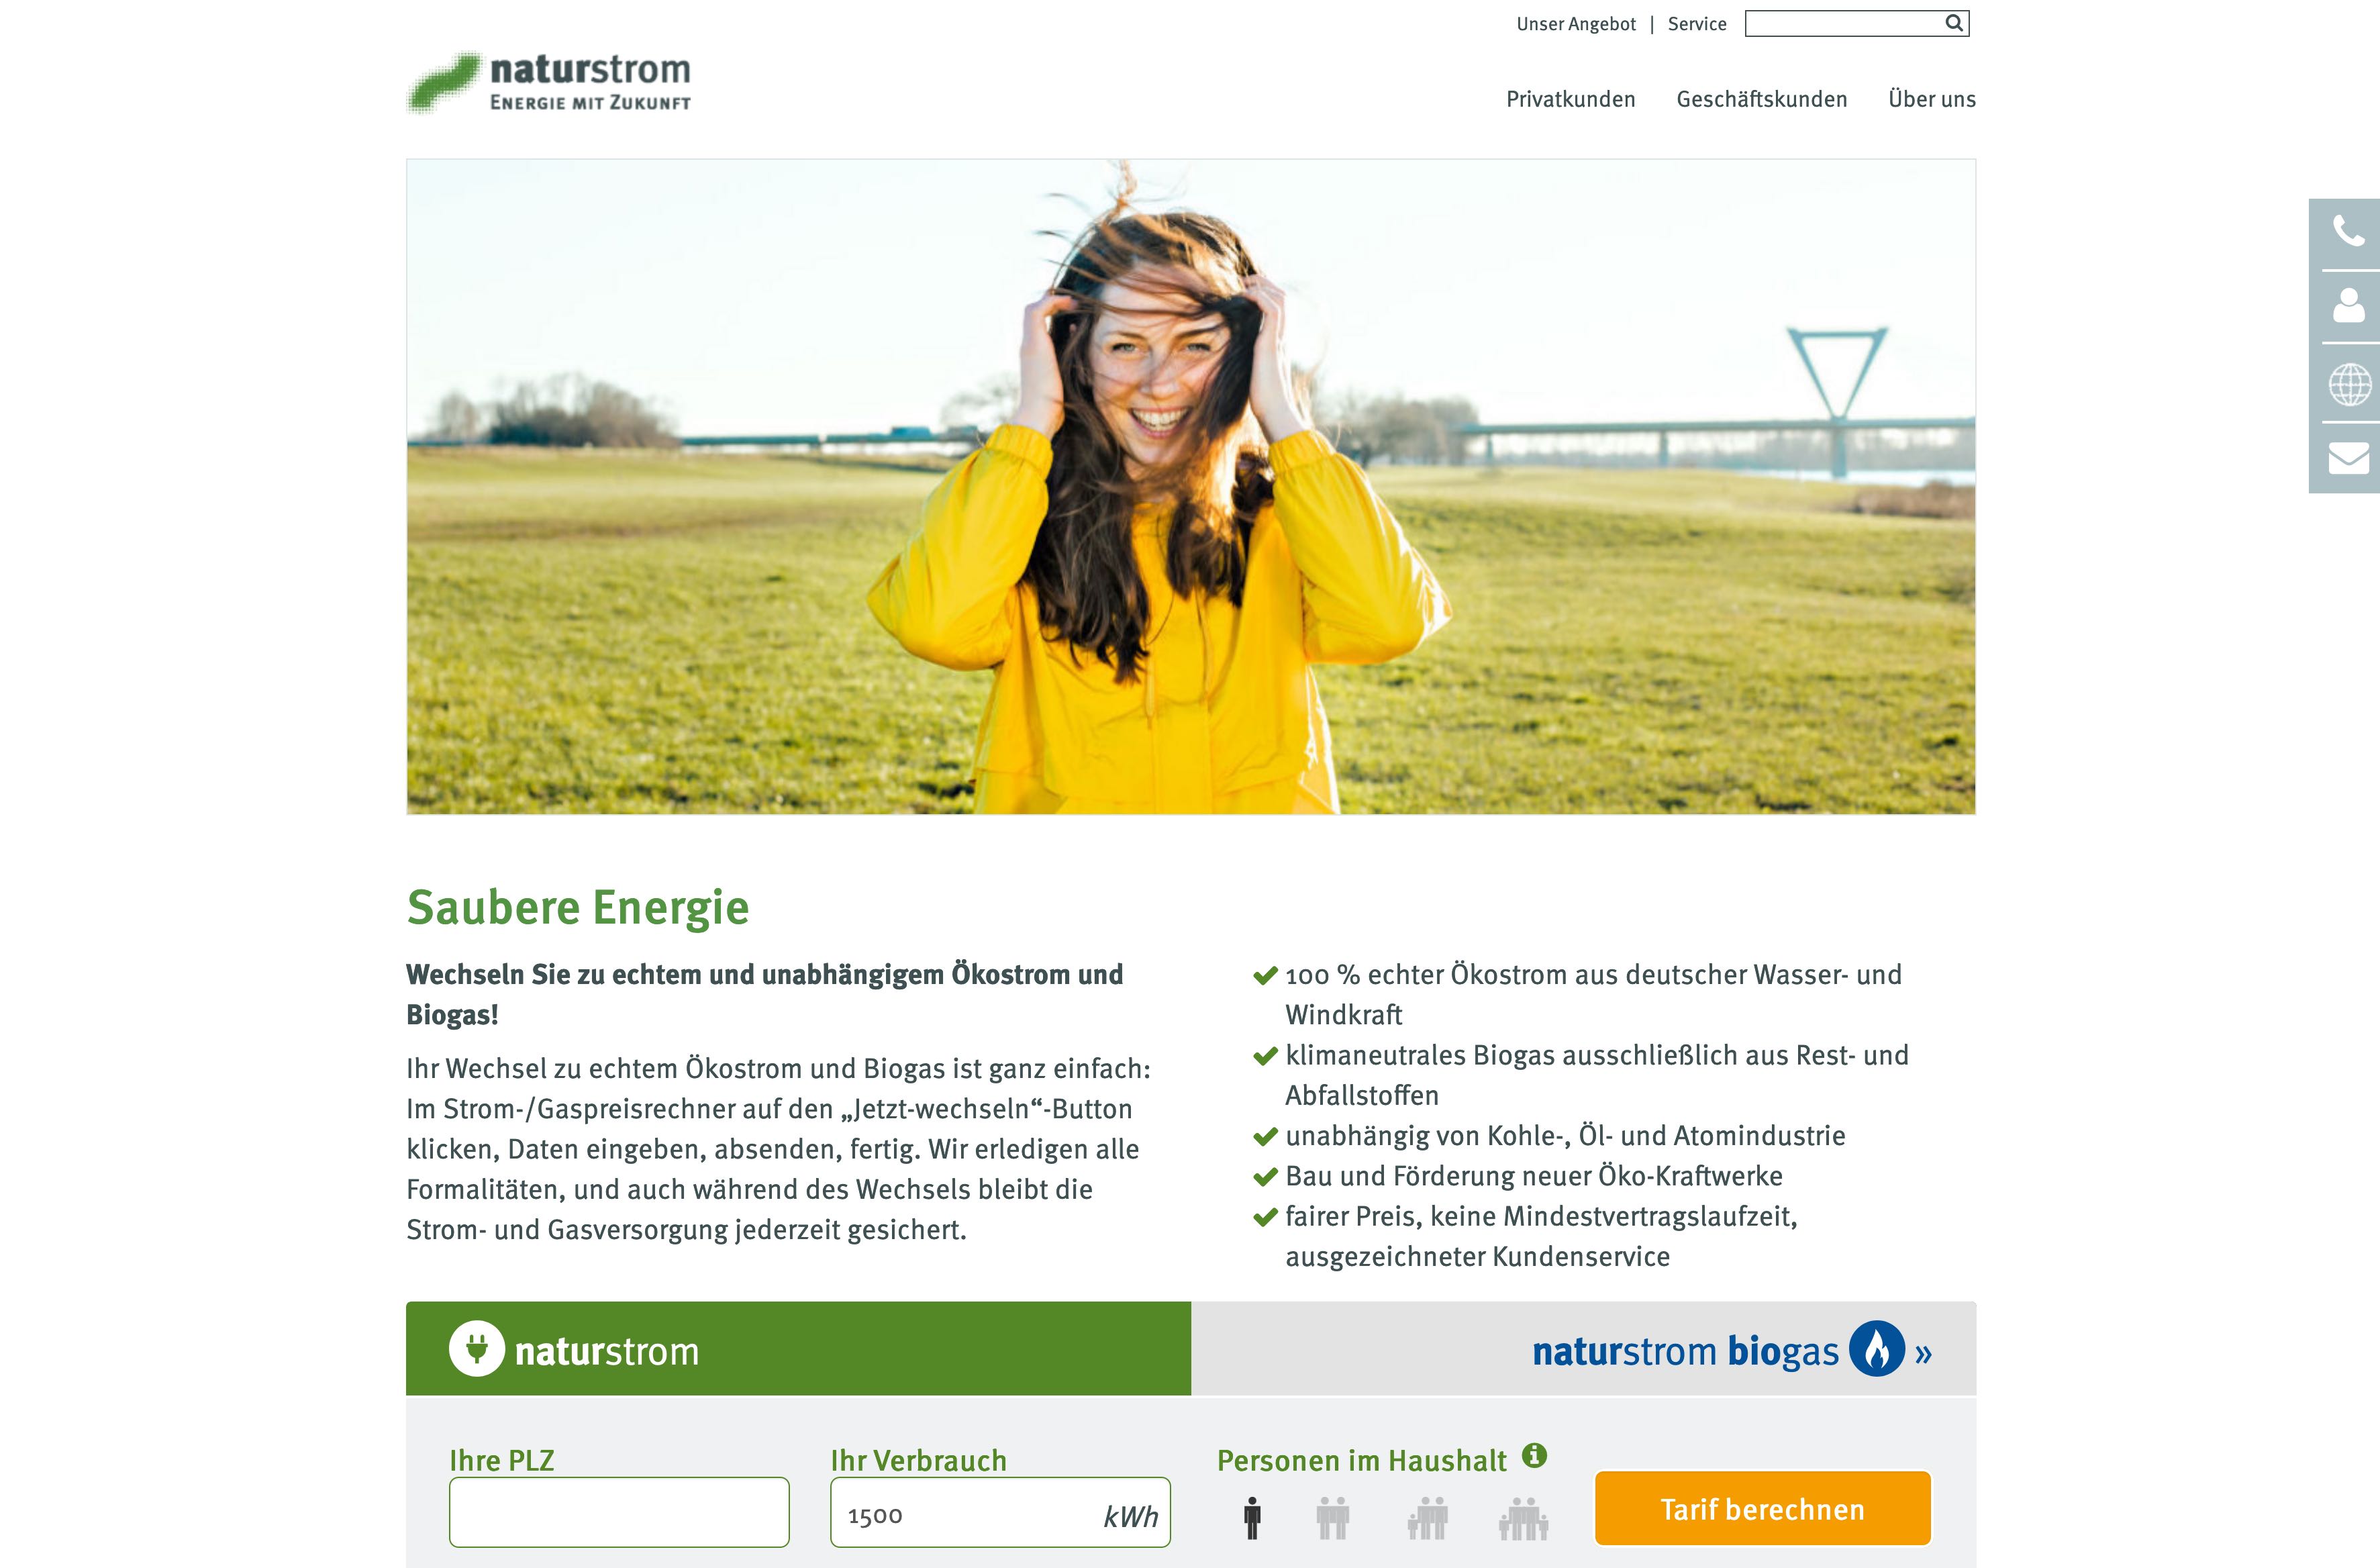 Unser Angebot | Service
naturstrom
ENERGIE MIT ZUKUNFT
Privatkunden Geschäftskunden Über uns
Saubere Energie
Wechseln Sie zu echtem und unabhängigem Ökostrom und
Biogas!
Ihr Wechsel zu echtem Ökostrom und Biogas ist ganz einfach:
Im Strom-/Gaspreisrechner auf den „Jetzt-wechseln“-Button
klicken, Daten eingeben, absenden, fertig. Wir erledigen alle
Formalitäten, und auch während des Wechsels bleibt die
Strom- und Gasversorgung jederzeit gesichert.
100 % echter Ökostrom aus deutscher Wasser- und
Windkraft
klimaneutrales Biogas ausschließlich aus Rest- und
Abfallstoffen
unabhängig von Kohle-, Öl- und Atomindustrie
Bau und Förderung neuer Öko-Kraftwerke
fairer Preis, keine Mindestvertragslaufzeit,
ausgezeichneter Kundenservice
naturstrom
naturstrom biogas »
Ihre PLZ
Ihr Verbrauch
1500 kWh
Personen im Haushalt
Tarif berechnen